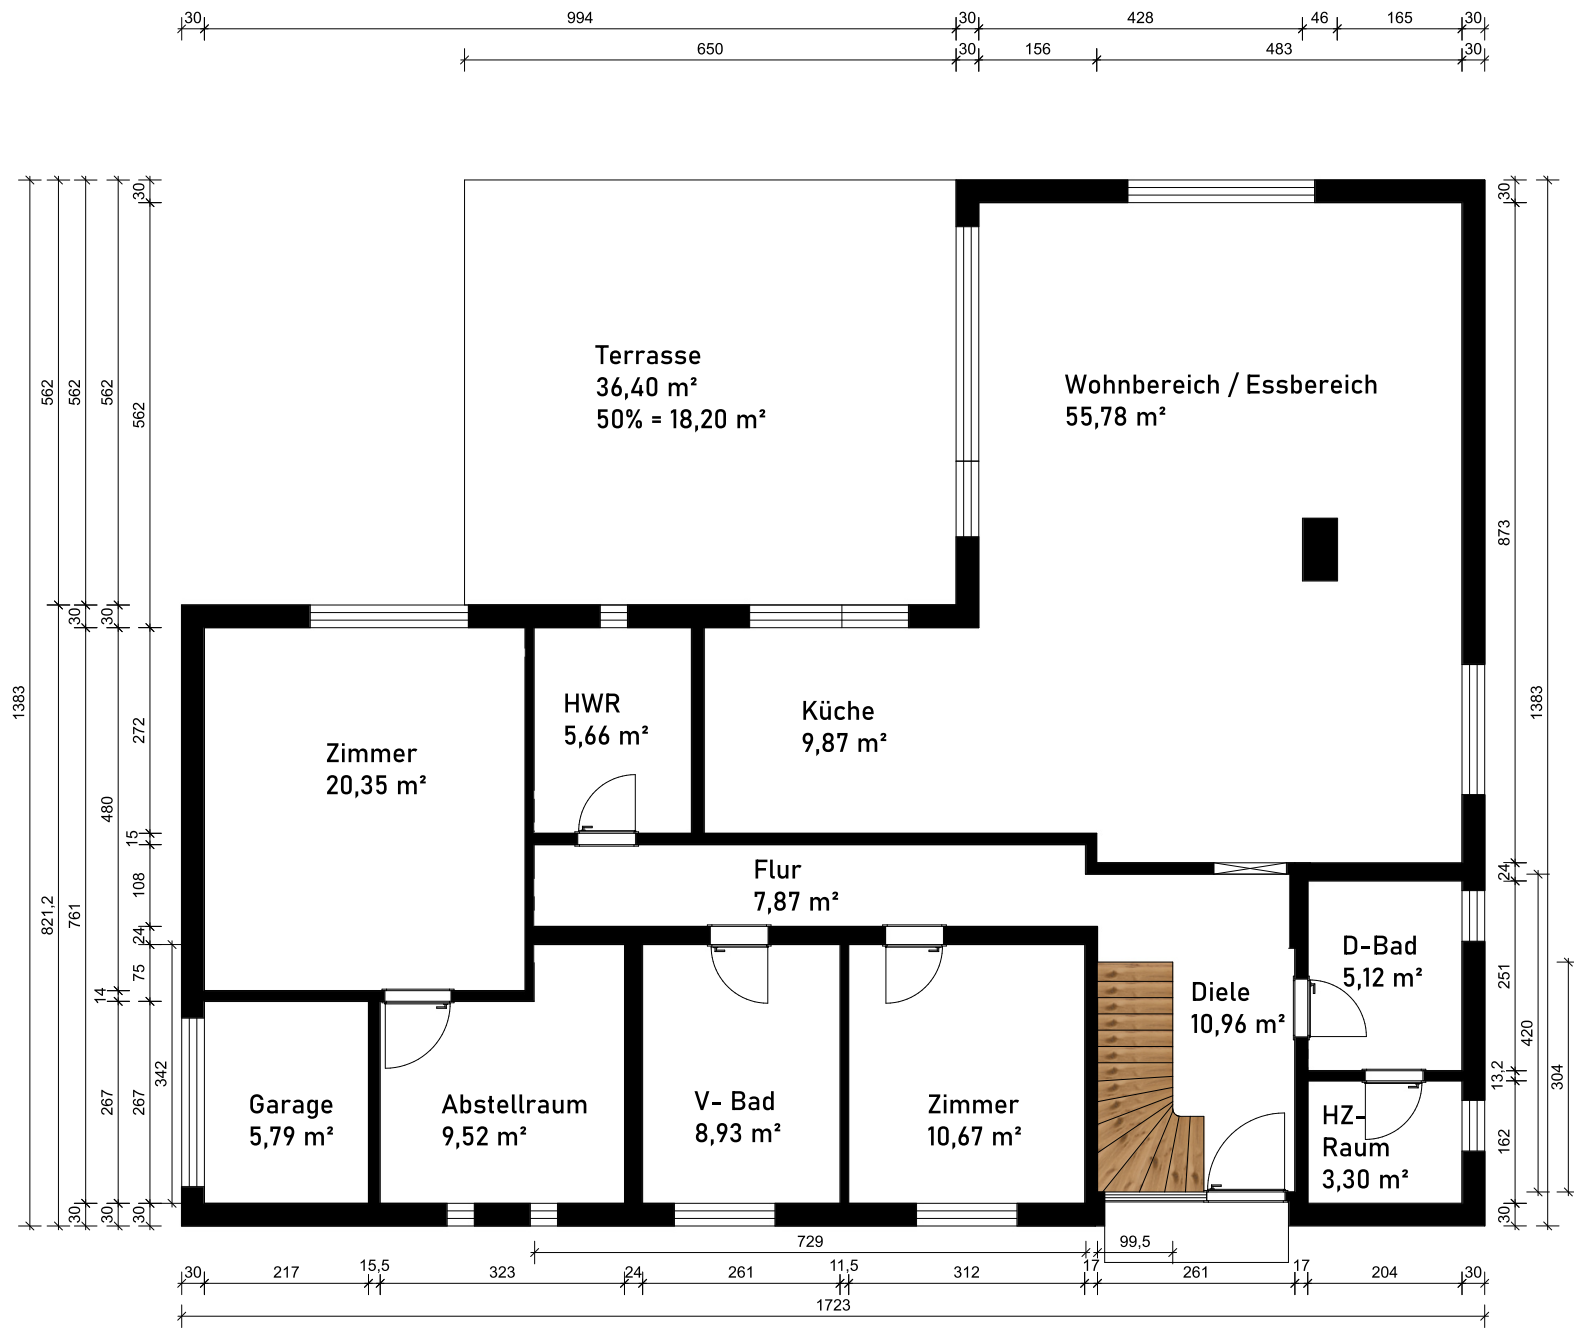 30 994 30 428 46 165 30
650 30 156 483 30
Terrasse
36,40 m²
50% = 18,20 m²
Wohnbereich / Essbereich
55,78 m²
HWR
5,66 m²
Küche
9,87 m²
Zimmer
20,35 m²
Flur
7,87 m²
D-Bad
5,12 m²
Diele
10,96 m²
Garage
5,79 m²
Abstellraum
9,52 m²
V- Bad
8,93 m²
Zimmer
10,67 m²
HZ-
Raum
3,30 m²
1383
562
821,2
562
30
761
30
562
30
480
14
267
30
30
562
272
15
108
24
75
267
30
342
30
873
24
251
13,2
162
30
1383
420
304
729 99,5
30 217 15,5 323 24 261 11,5 312 17 261 17 204 30
1723